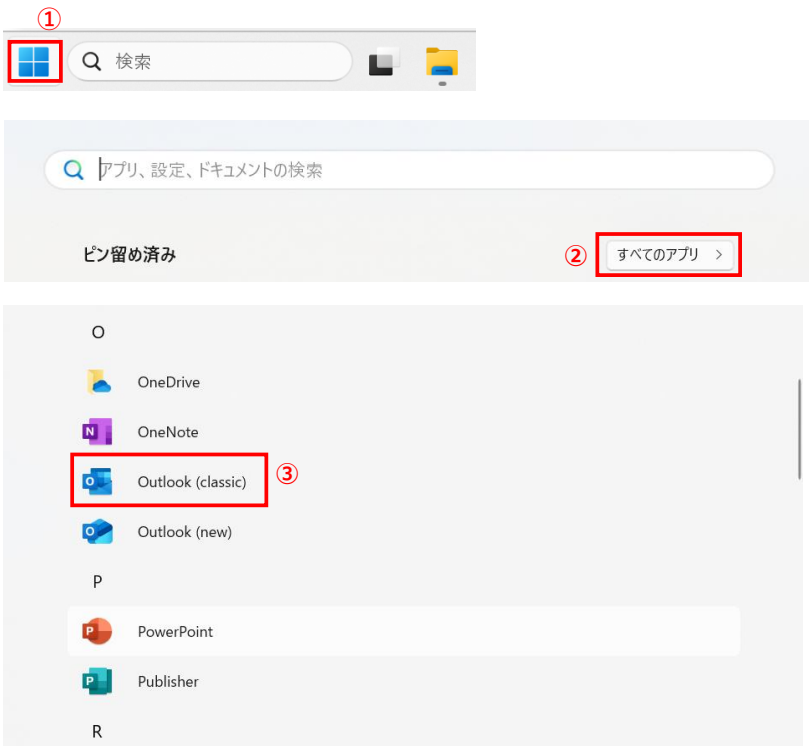 ①
検索
アプリ、設定、ドキュメントの検索
ピン留め済み
② すべてのアプリ >
O
OneDrive
N OneNote
O Outlook (classic) ③
O Outlook (new)
P
P PowerPoint
P Publisher
R